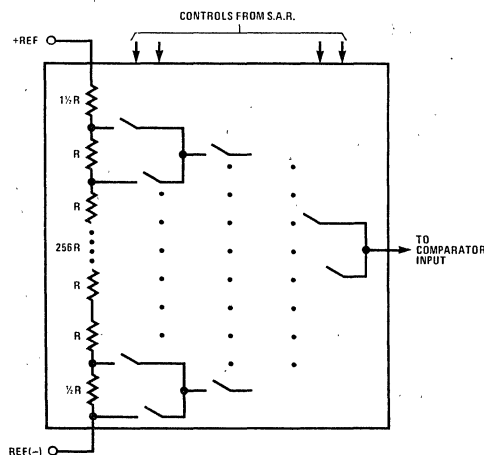 CONTROLS FROM S.A.R.
+REF
1½R
R
R
256R
R
R
½R
REF(–)
TO
COMPARATOR
INPUT